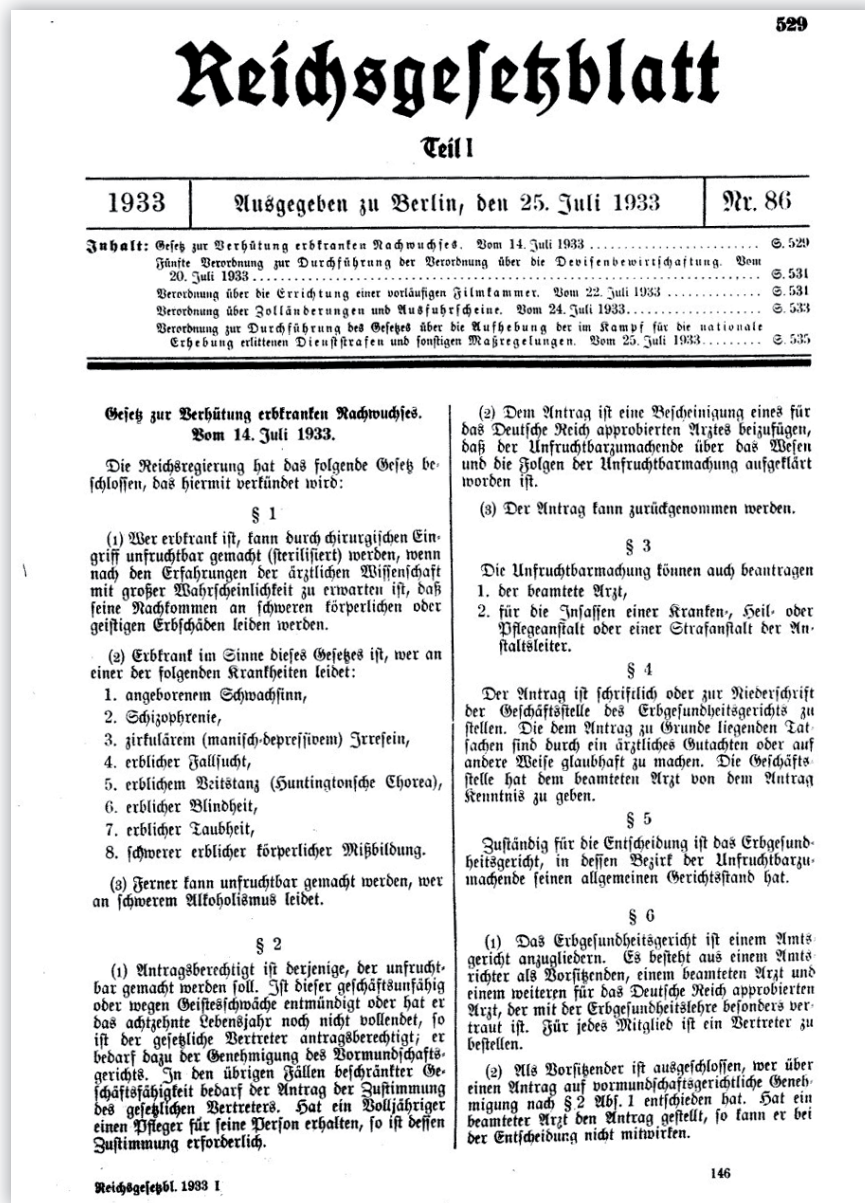 529
Reichsgesetzblatt
Teil I
1933
Ausgegeben zu Berlin, den 25. Juli 1933
Nr. 86
Inhalt: Gesetz zur Verhütung erbkranken Nachwuchses. Vom 14. Juli 1933 ........................ S. 529
Fünfte Verordnung zur Durchführung der Verordnung über die Devisenbewirtschaftung. Vom
20. Juli 1933 ........................ S. 531
Verordnung über die Errichtung einer vorläufigen Filmkammer. Vom 22. Juli 1933 ............. S. 531
Verordnung über Zolländerungen und Ausfuhrscheine. Vom 24. Juli 1933.................. S. 533
Verordnung zur Durchführung des Gesetzes über die Aufhebung der im Kampf für die nationale
Erhebung erlittenen Dienststrafen und sonstigen Maßregelungen. Vom 25. Juli 1933......... S. 535
Gesetz zur Verhütung erbkranken Nachwuchses.
Vom 14. Juli 1933.
Die Reichsregierung hat das folgende Gesetz be-
schlossen, das hiermit verkündet wird:
§ 1
(1) Wer erbkrank ist, kann durch chirurgischen Ein-
griff unfruchtbar gemacht (sterilisiert) werden, wenn
nach den Erfahrungen der ärztlichen Wissenschaft
mit großer Wahrscheinlichkeit zu erwarten ist, daß
seine Nachkommen an schweren körperlichen oder
geistigen Erbschäden leiden werden.
(2) Erbkrank im Sinne dieses Gesetzes ist, wer an
einer der folgenden Krankheiten leidet:
1. angeborenem Schwachsinn,
2. Schizophrenie,
3. zirkulärem (manisch-depressivem) Irresein,
4. erblicher Fallsucht,
5. erblichem Veitstanz (Huntingtonsche Chorea),
6. erblicher Blindheit,
7. erblicher Taubheit,
8. schwerer erblicher körperlicher Mißbildung.
(3) Ferner kann unfruchtbar gemacht werden, wer
an schwerem Alkoholismus leidet.
§ 2
(1) Antragsberechtigt ist derjenige, der unfrucht-
bar gemacht werden soll. Ist dieser geschäftsunfähig
oder wegen Geistesschwäche entmündigt oder hat er
das achtzehnte Lebensjahr noch nicht vollendet, so
ist der gesetzliche Vertreter antragsberechtigt; er
bedarf dazu der Genehmigung des Vormundschafts-
gerichts. In den übrigen Fällen beschränkter Ge-
schäftsfähigkeit bedarf der Antrag der Zustimmung
des gesetzlichen Vertreters. Hat ein Volljähriger
einen Pfleger für seine Person erhalten, so ist dessen
Zustimmung erforderlich.
Reichsgesetzbl. 1933 I
(2) Dem Antrag ist eine Bescheinigung eines für
das Deutsche Reich approbierten Arztes beizufügen,
daß der Unfruchtbarzumachende über das Wesen
und die Folgen der Unfruchtbarmachung aufgeklärt
worden ist.
(3) Der Antrag kann zurückgenommen werden.
§ 3
Die Unfruchtbarmachung können auch beantragen
1. der beamtete Arzt,
2. für die Insassen einer Kranken-, Heil- oder
Pflegeanstalt oder einer Strafanstalt der An-
staltsleiter.
§ 4
Der Antrag ist schriftlich oder zur Niederschrift
der Geschäftsstelle des Erbgesundheitsgerichts zu
stellen. Die dem Antrag zu Grunde liegenden Tat-
sachen sind durch ein ärztliches Gutachten oder auf
andere Weise glaubhaft zu machen. Die Geschäfts-
stelle hat dem beamteten Arzt von dem Antrag
Kenntnis zu geben.
§ 5
Zuständig für die Entscheidung ist das Erbgesund-
heitsgericht, in dessen Bezirk der Unfruchtbarzu-
machende seinen allgemeinen Gerichtsstand hat.
§ 6
(1) Das Erbgesundheitsgericht ist einem Amts-
gericht anzugliedern. Es besteht aus einem Amts-
richter als Vorsitzenden, einem beamteten Arzt und
einem weiteren für das Deutsche Reich approbierten
Arzt, der mit der Erbgesundheitslehre besonders ver-
traut ist. Für jedes Mitglied ist ein Vertreter zu
bestellen.
(2) Als Vorsitzender ist ausgeschlossen, wer über
einen Antrag auf vormundschaftsgerichtliche Geneh-
migung nach § 2 Abs. 1 entschieden hat. Hat ein
beamteter Arzt den Antrag gestellt, so kann er bei
der Entscheidung nicht mitwirken.
146